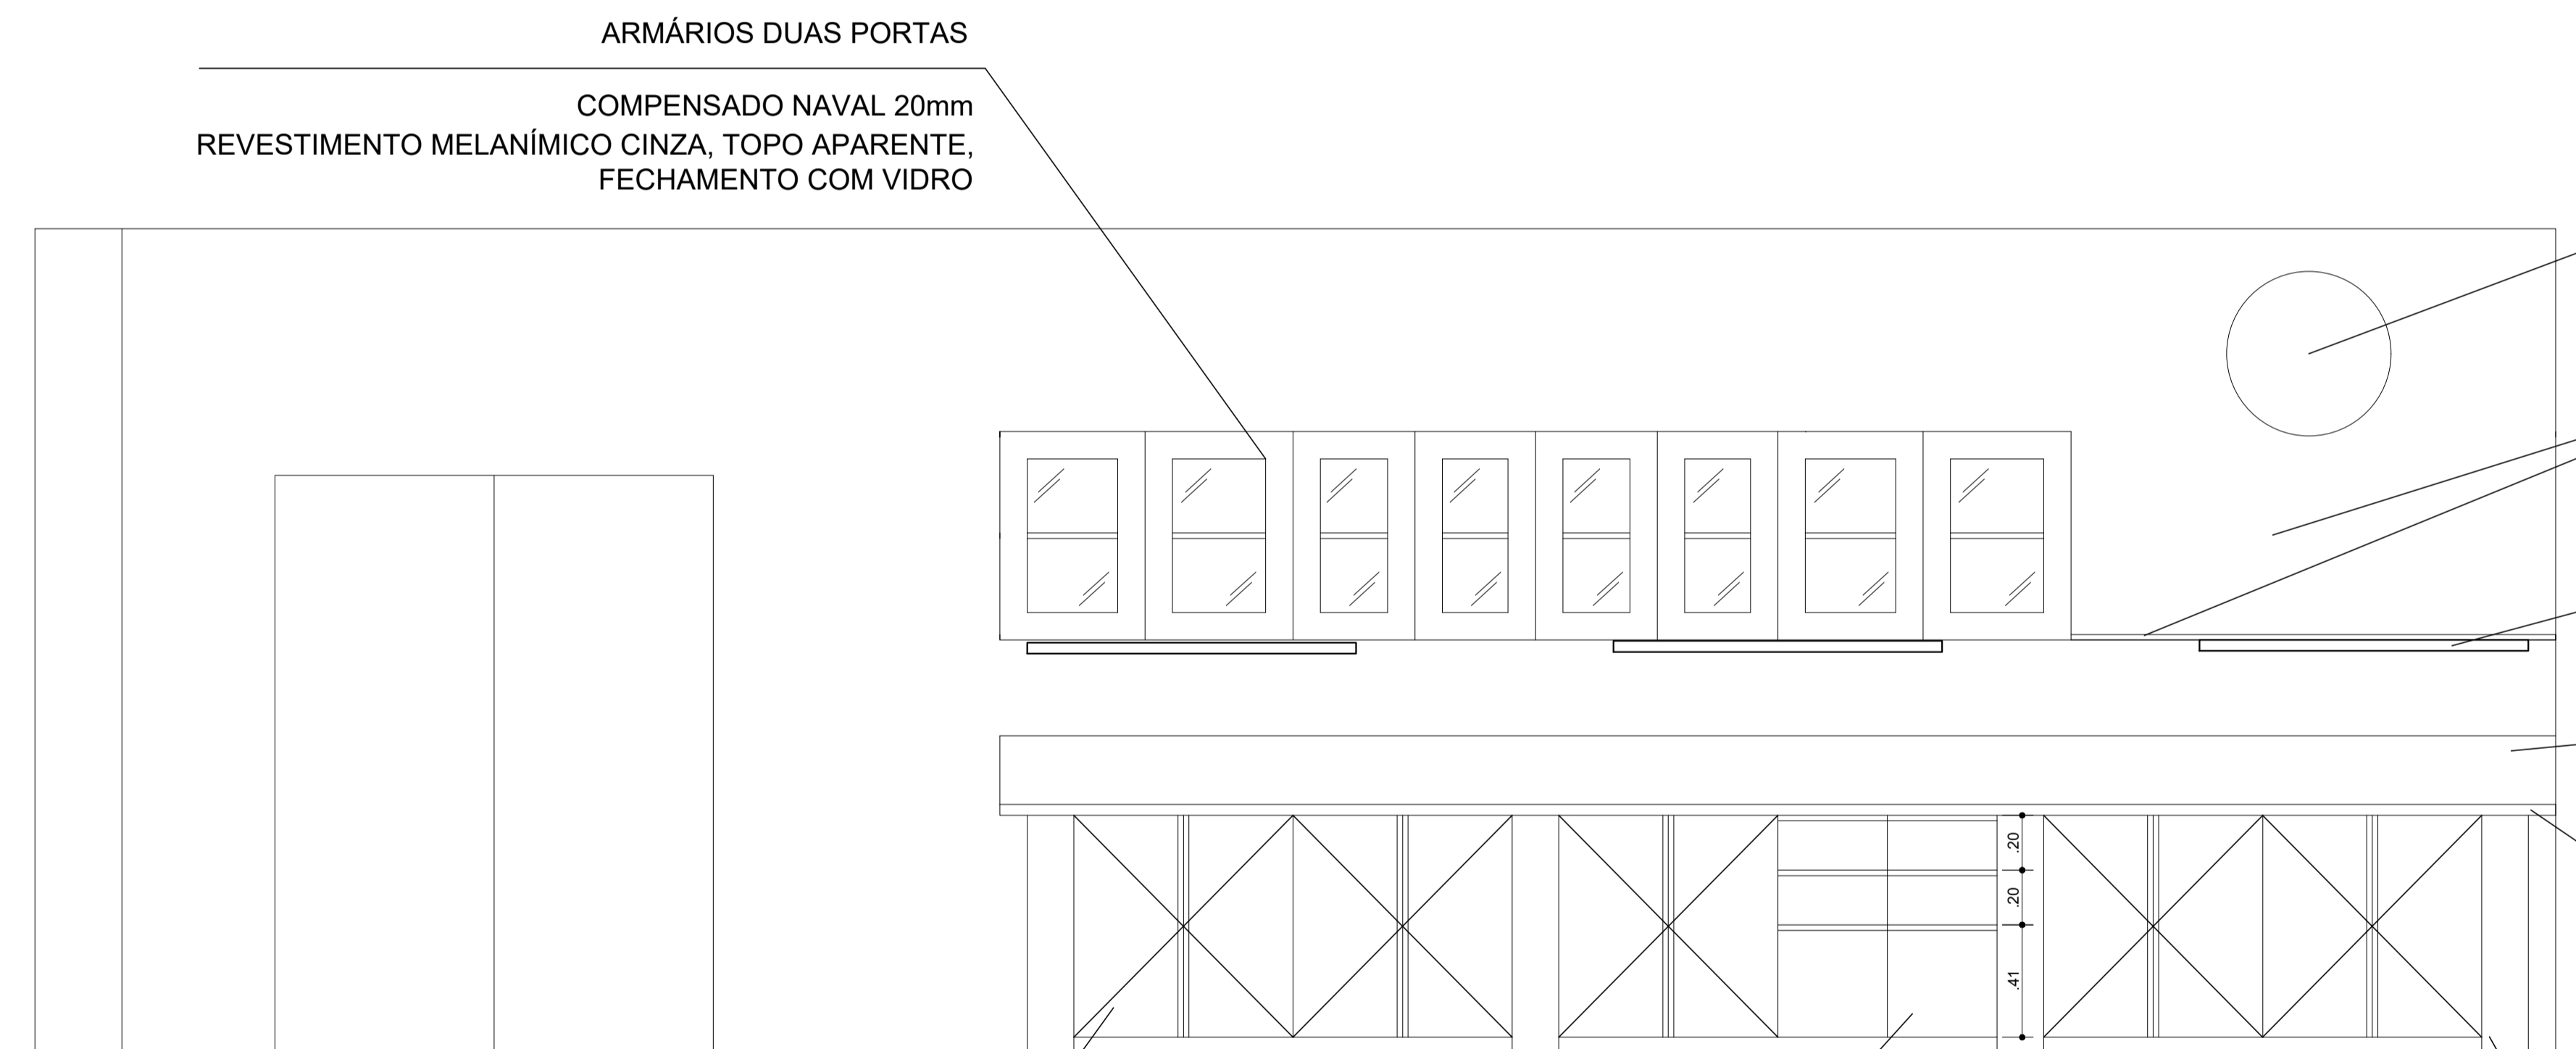 ARMÁRIOS DUAS PORTAS
COMPENSADO NAVAL 20mm
REVESTIMENTO MELANÍMICO CINZA, TOPO APARENTE,
FECHAMENTO COM VIDRO
.20
.20
.41